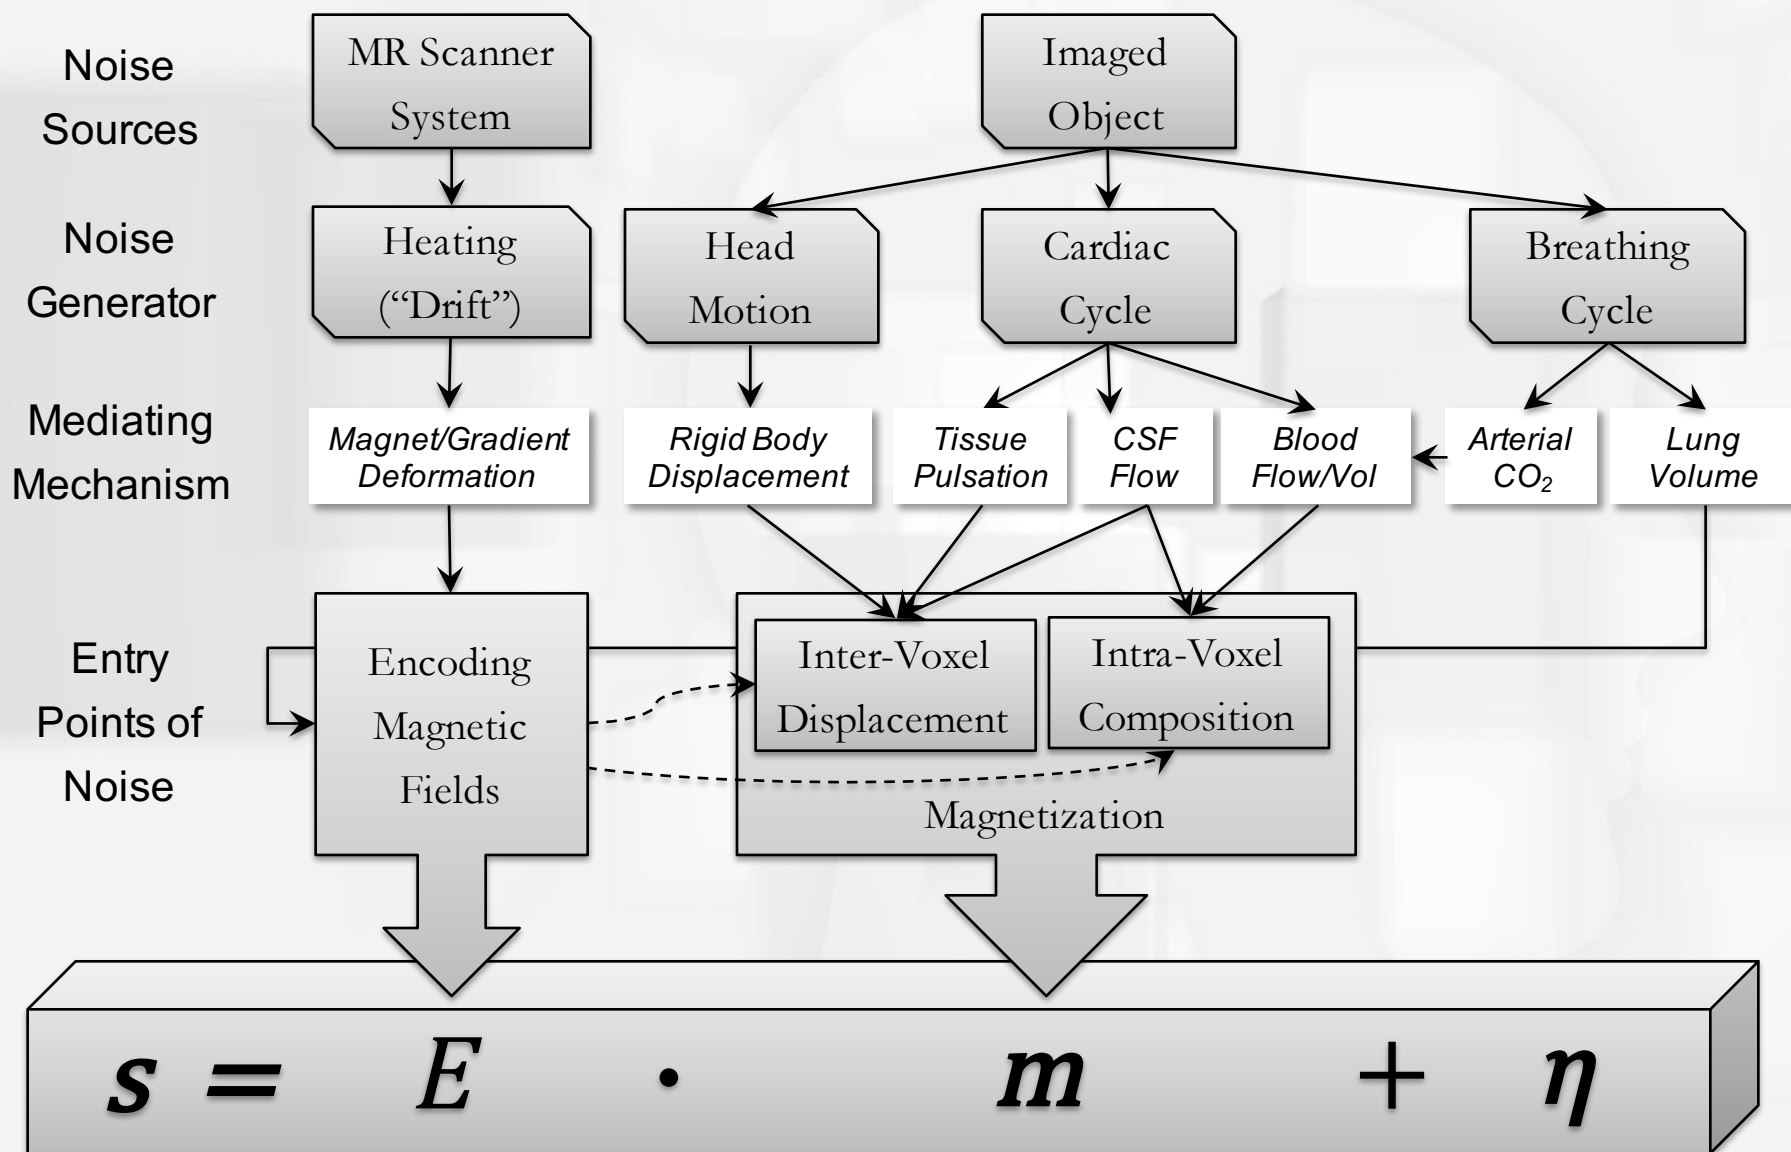 Noise
Sources
MR Scanner
System
Imaged
Object
Noise
Generator
Heating
(“Drift”)
Head
Motion
Cardiac
Cycle
Breathing
Cycle
Mediating
Mechanism
Magnet/Gradient
Deformation
Rigid Body
Displacement
Tissue
Pulsation
CSF
Flow
Blood
Flow/Vol
Arterial
CO₂
Lung
Volume
Entry
Points of
Noise
Encoding
Magnetic
Fields
Inter-Voxel
Displacement
Intra-Voxel
Composition
Magnetization
s = E · m + η